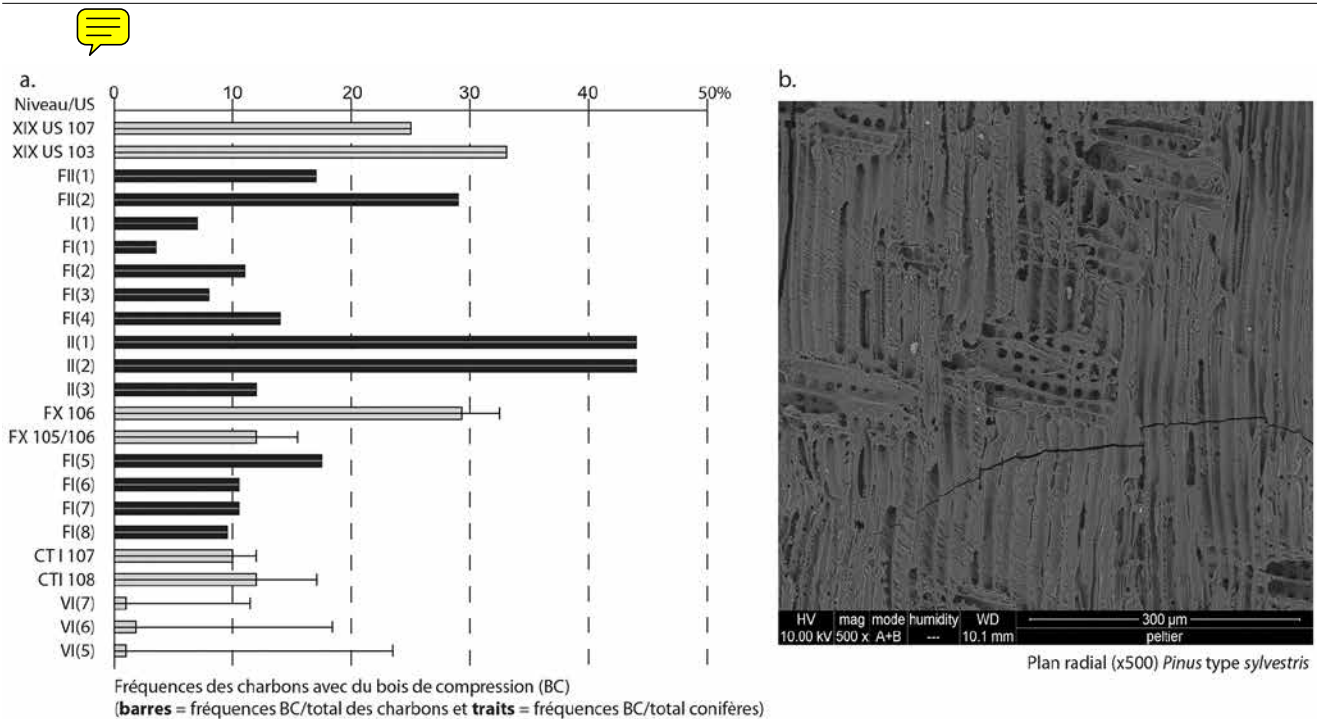 a.
Niveau/US
0 10 20 30 40 50%
XIX US 107
XIX US 103
FII(1)
FII(2)
I(1)
FI(1)
FI(2)
FI(3)
FI(4)
II(1)
II(2)
II(3)
FX 106
FX 105/106
FI(5)
FI(6)
FI(7)
FI(8)
CT I 107
CTI 108
VI(7)
VI(6)
VI(5)
Fréquences des charbons avec du bois de compression (BC)
(barres = fréquences BC/total des charbons et traits = fréquences BC/total conifères)
b.
HV mag mode humidity WD 300 µm
10.00 kV 500 x A+B --- 10.1 mm peltier
Plan radial (x500) Pinus type sylvestris